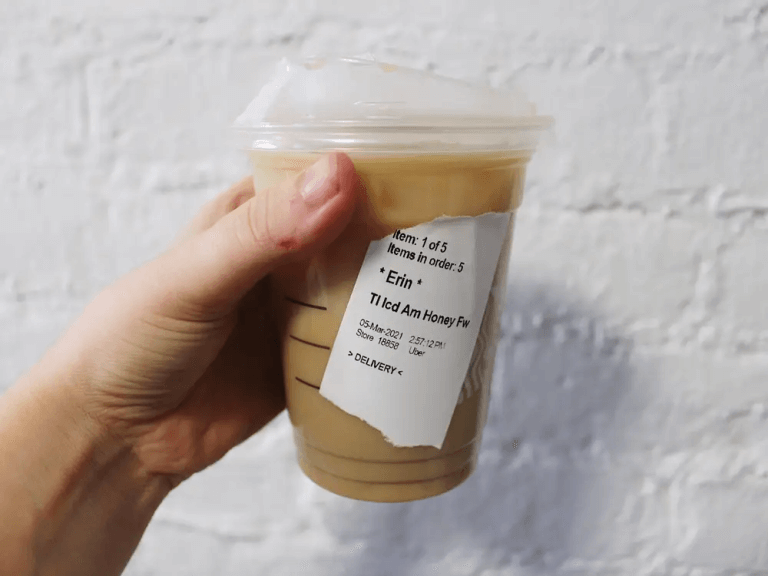 Item: 1 of 5
Items in order: 5
* Erin *
Tl Icd Am Honey Fw
05-Mar-2021 2:57:12 PM
Store 18858 Uber
> DELIVERY <